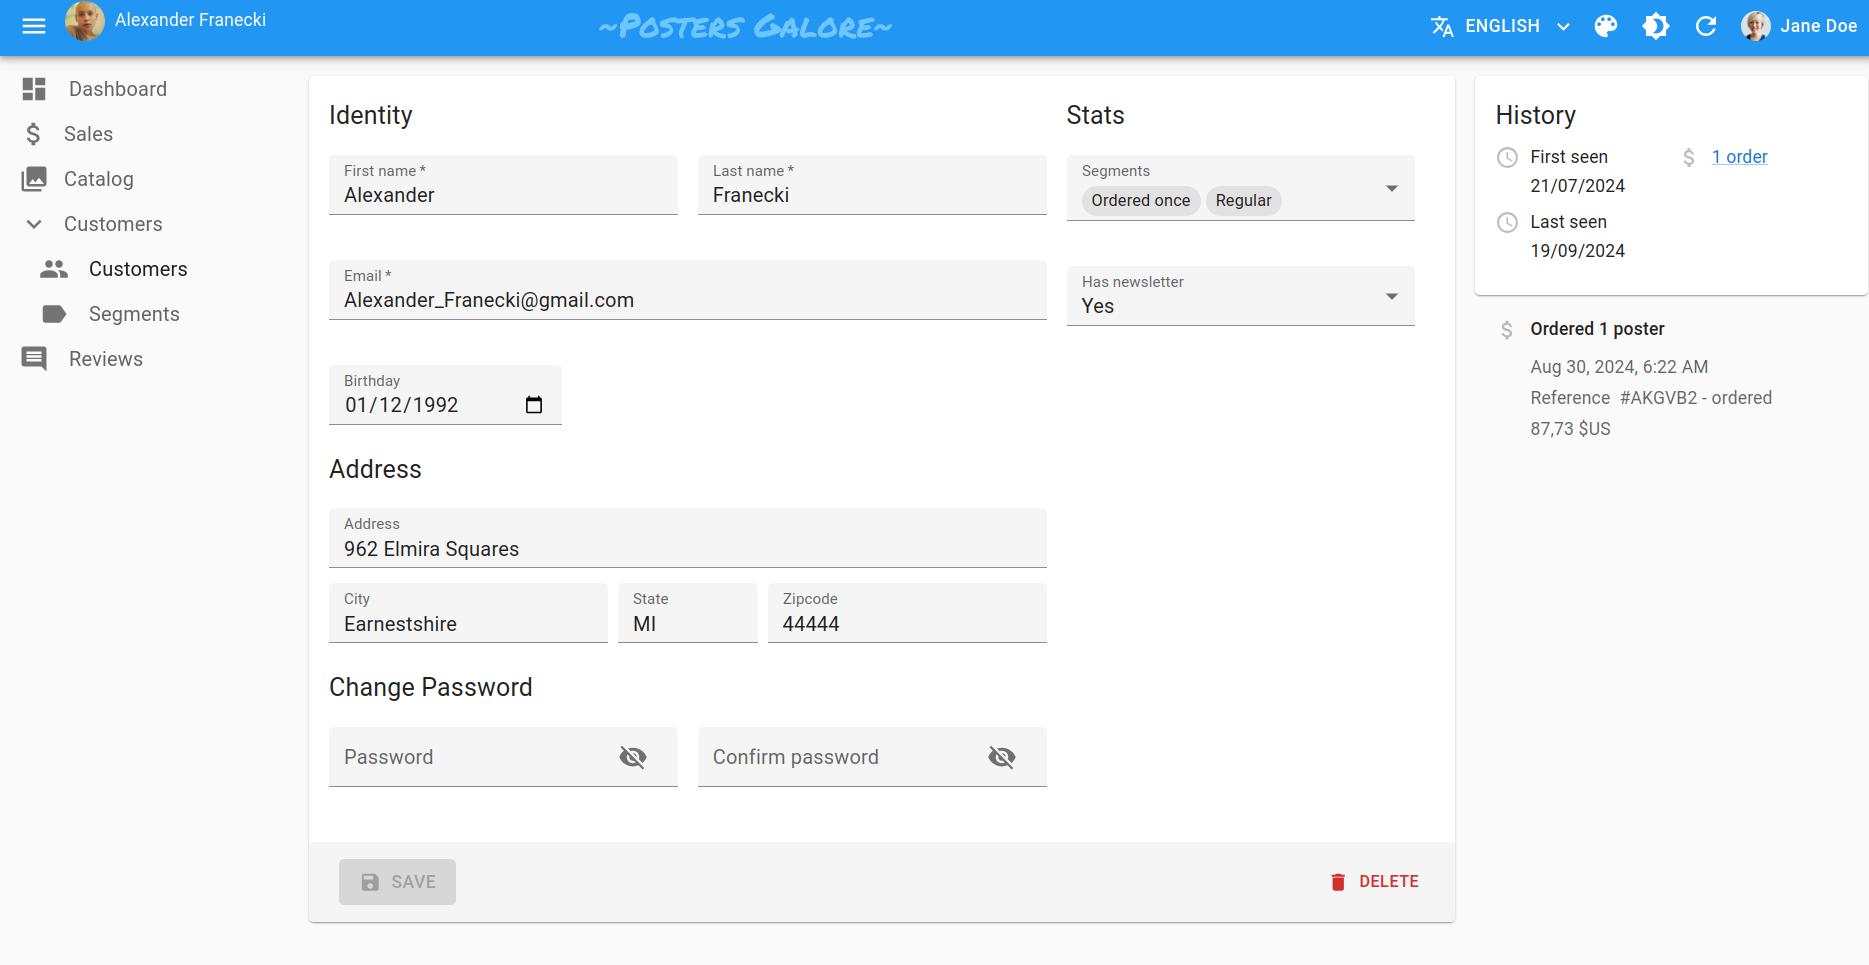 Alexander Franecki
~Posters Galore~
ENGLISH
Jane Doe
Dashboard
Sales
Catalog
Customers
Customers
Segments
Reviews
Identity
First name *
Alexander
Last name *
Franecki
Email *
Alexander_Franecki@gmail.com
Birthday
01/12/1992
Address
Address
962 Elmira Squares
City
Earnestshire
State
MI
Zipcode
44444
Change Password
Password
Confirm password
Stats
Segments
Ordered once Regular
Has newsletter
Yes
SAVE
DELETE
History
First seen
21/07/2024
1 order
Last seen
19/09/2024
Ordered 1 poster
Aug 30, 2024, 6:22 AM
Reference #AKGVB2 - ordered
87,73 $US